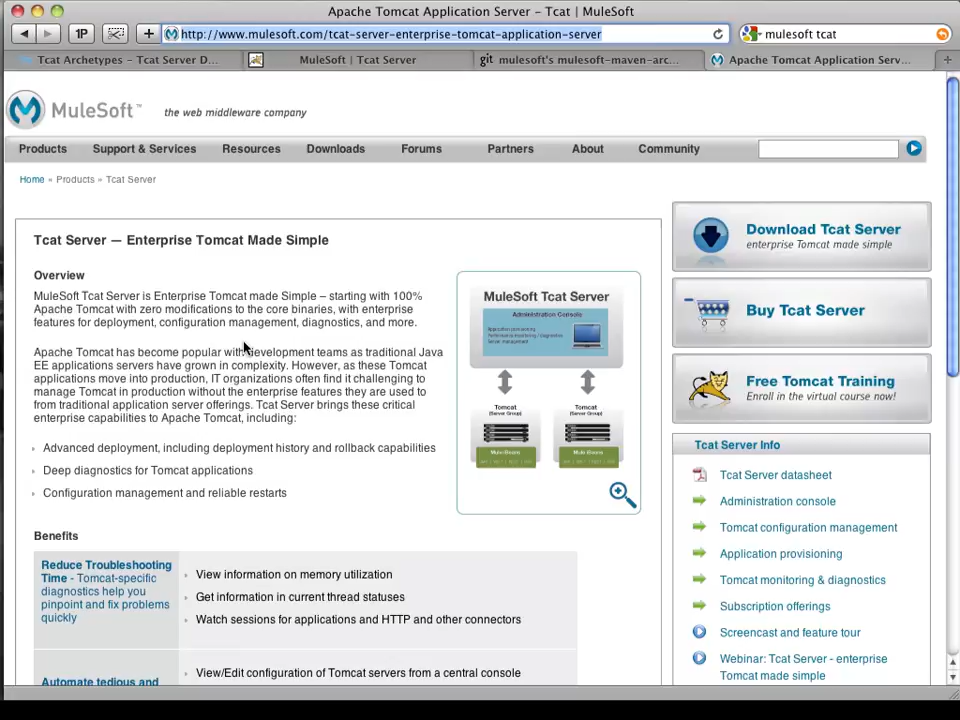 Apache Tomcat Application Server – Tcat | MuleSoft
1P
http://www.mulesoft.com/tcat-server-enterprise-tomcat-application-server
mulesoft tcat
Tcat Archetypes – Tcat Server D...
MuleSoft | Tcat Server
git mulesoft's mulesoft-maven-arc...
Apache Tomcat Application Serv...
MuleSoft™
the web middleware company
Products Support & Services Resources Downloads Forums Partners About Community
Home « Products » Tcat Server
Tcat Server — Enterprise Tomcat Made Simple
Overview
MuleSoft Tcat Server is Enterprise Tomcat made Simple – starting with 100%
Apache Tomcat with zero modifications to the core binaries, with enterprise
features for deployment, configuration management, diagnostics, and more.
Apache Tomcat has become popular with development teams as traditional Java
EE applications servers have grown in complexity. However, as these Tomcat
applications move into production, IT organizations often find it challenging to
manage Tomcat in production without the enterprise features they are used to
from traditional application server offerings. Tcat Server brings these critical
enterprise capabilities to Apache Tomcat, including:
Advanced deployment, including deployment history and rollback capabilities
Deep diagnostics for Tomcat applications
Configuration management and reliable restarts
MuleSoft Tcat Server
Administration Console
Tomcat
(Server Group)
Tomcat
(Server Group)
Benefits
Reduce Troubleshooting
Time - Tomcat-specific
diagnostics help you
pinpoint and fix problems
quickly
View information on memory utilization
Get information in current thread statuses
Watch sessions for applications and HTTP and other connectors
Automate tedious and
View/Edit configuration of Tomcat servers from a central console
Download Tcat Server
enterprise Tomcat made simple
Buy Tcat Server
Free Tomcat Training
Enroll in the virtual course now!
Tcat Server Info
Tcat Server datasheet
Administration console
Tomcat configuration management
Application provisioning
Tomcat monitoring & diagnostics
Subscription offerings
Screencast and feature tour
Webinar: Tcat Server - enterprise
Tomcat made simple